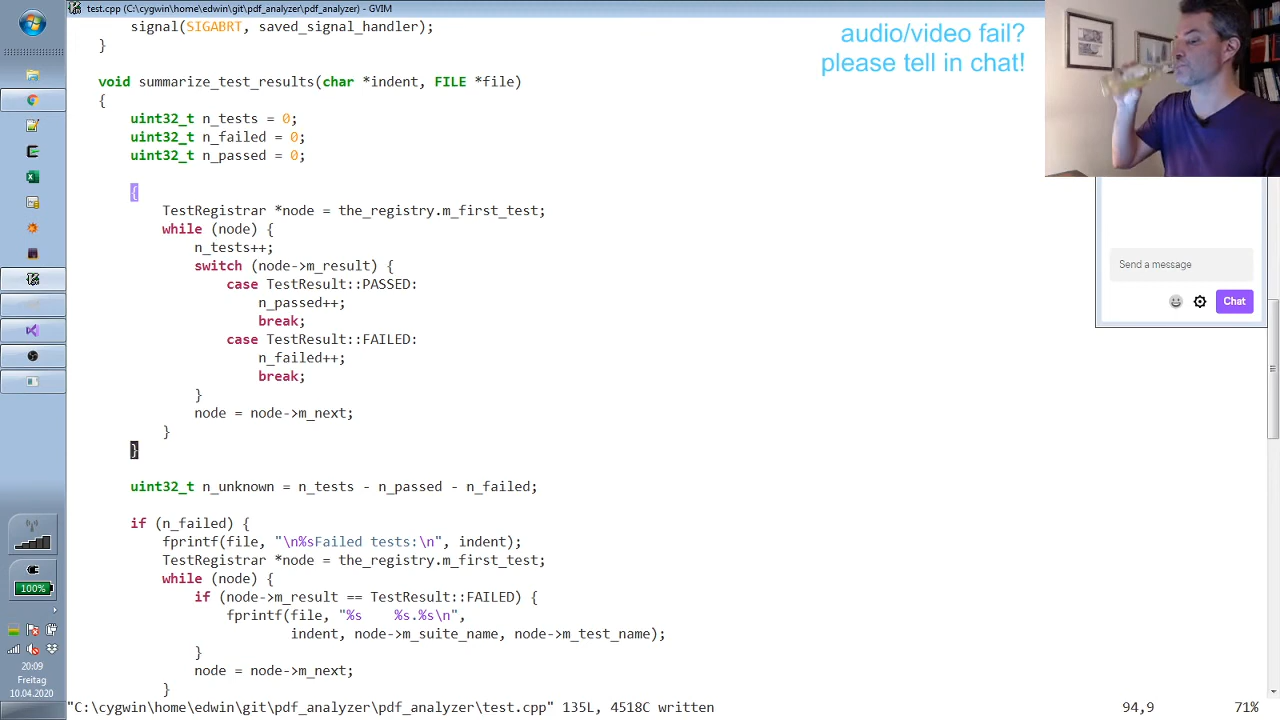 test.cpp (C:\cygwin\home\edwin\git\pdf_analyzer\pdf_analyzer) - GVIM
signal(SIGABRT, saved_signal_handler);
}
void summarize_test_results(char *indent, FILE *file)
{
uint32_t n_tests = 0;
uint32_t n_failed = 0;
uint32_t n_passed = 0;
{
TestRegistrar *node = the_registry.m_first_test;
while (node) {
n_tests++;
switch (node->m_result) {
case TestResult::PASSED:
n_passed++;
break;
case TestResult::FAILED:
n_failed++;
break;
}
node = node->m_next;
}
}
uint32_t n_unknown = n_tests - n_passed - n_failed;
if (n_failed) {
fprintf(file, "\n%sFailed tests:\n", indent);
TestRegistrar *node = the_registry.m_first_test;
while (node) {
if (node->m_result == TestResult::FAILED) {
fprintf(file, "%s    %s.%s\n",
indent, node->m_suite_name, node->m_test_name);
}
node = node->m_next;
}
"C:\cygwin\home\edwin\git\pdf_analyzer\pdf_analyzer\test.cpp" 135L, 4518C written
94,9
71%
audio/video fail?
please tell in chat!
Send a message
Chat
100%
20:09
Freitag
10.04.2020